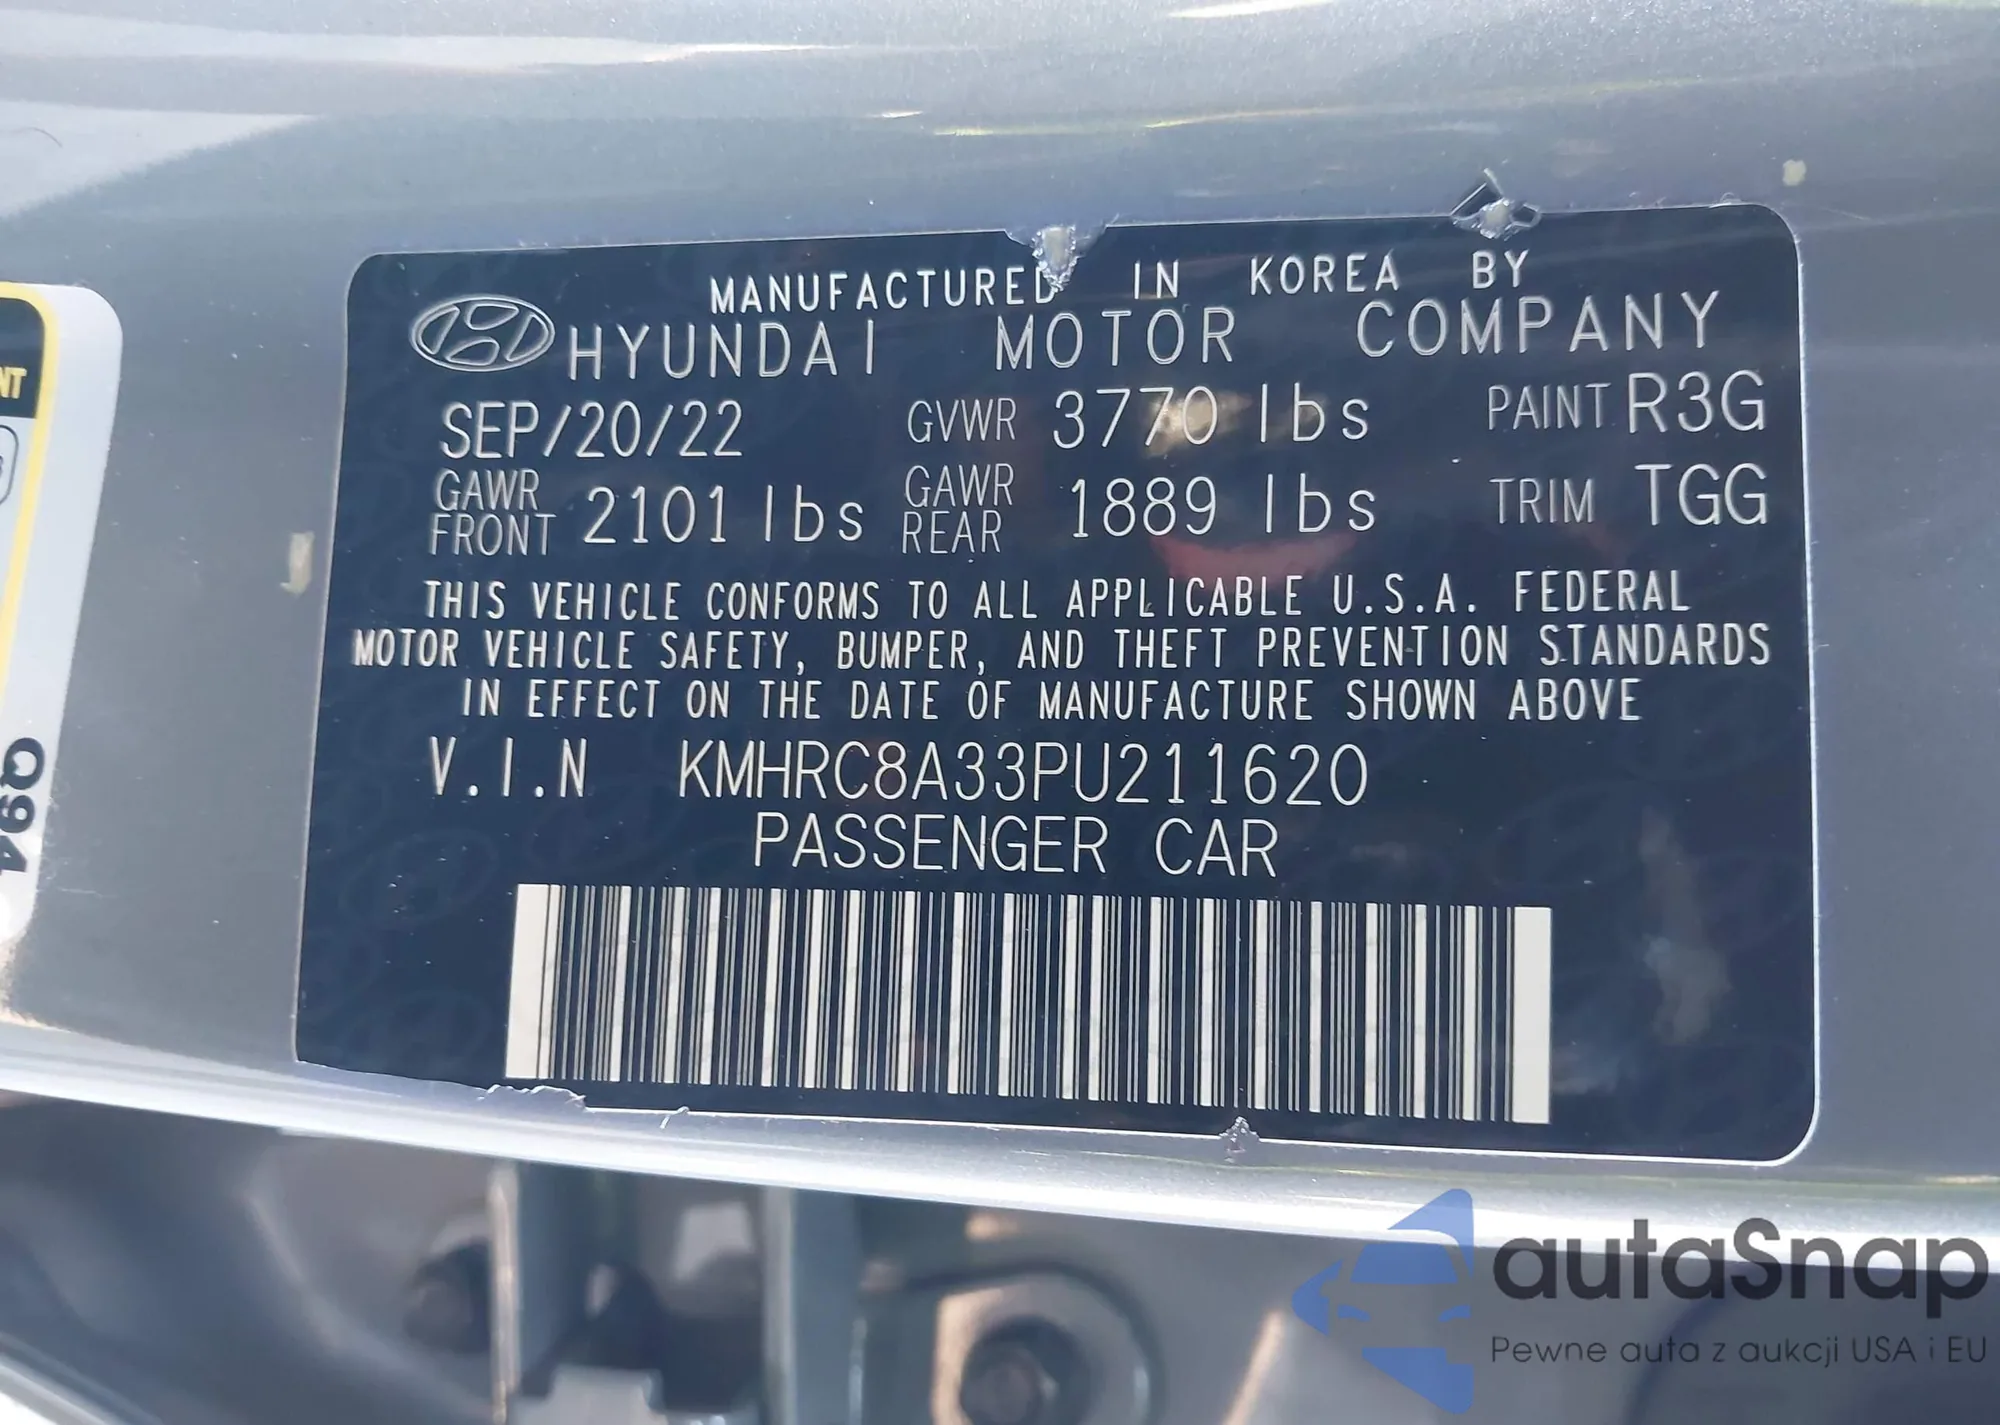 MANUFACTURED IN KOREA BY
HYUNDAI MOTOR COMPANY
SEP/20/22 GVWR 3770 lbs PAINT R3G
GAWR FRONT 2101 lbs GAWR REAR 1889 lbs TRIM TGG
THIS VEHICLE CONFORMS TO ALL APPLICABLE U.S.A. FEDERAL
MOTOR VEHICLE SAFETY, BUMPER, AND THEFT PREVENTION STANDARDS
IN EFFECT ON THE DATE OF MANUFACTURE SHOWN ABOVE
V.I.N KMHRC8A33PU211620
PASSENGER CAR
NT
Q94
autaSnap
Pewne auta z aukcji USA i EU